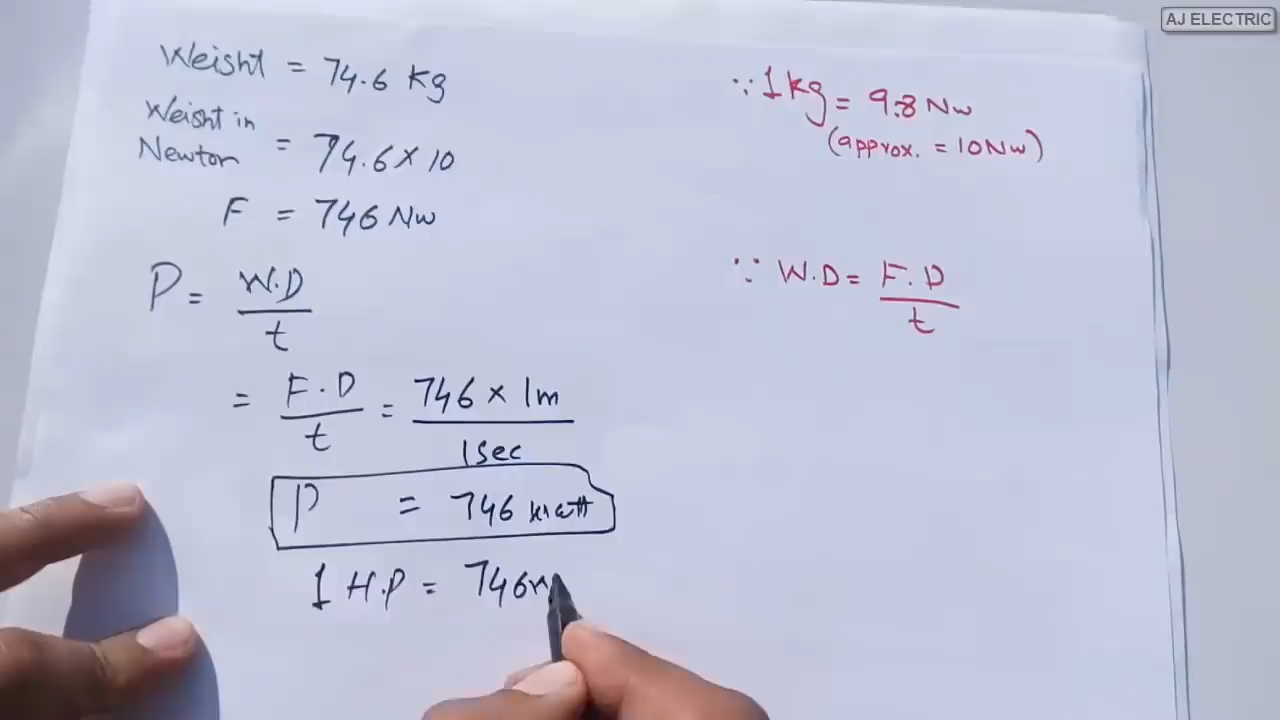 AJ ELECTRIC
Weight = 74.6 kg
Weight in
Newton = 74.6 × 10
F = 746 Nw
P = W.D
t
= F.D
t
= 746 × 1m
1sec
P = 746 watt
1 H.P = 746w
∵ 1kg = 9.8 Nw
(approx. = 10Nw)
∵ W.D = F.D
t